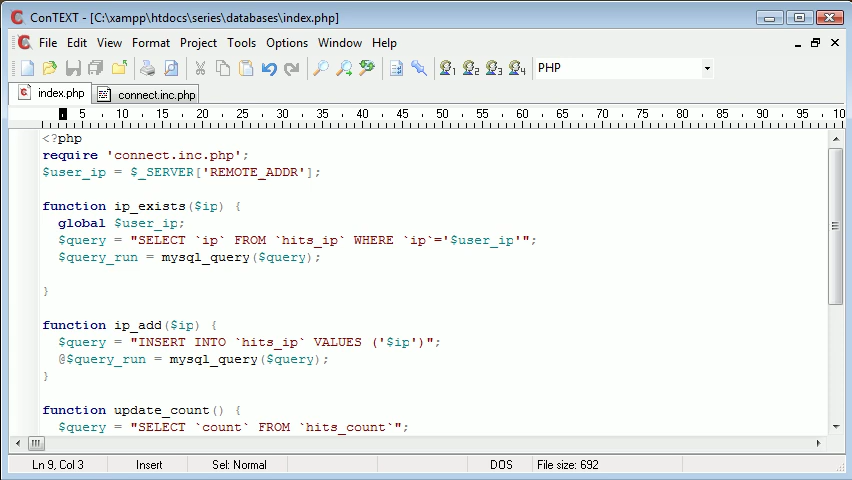 ConTEXT - [C:\xampp\htdocs\series\databases\index.php]
File Edit View Format Project Tools Options Window Help
1 2 3 4 PHP
index.php connect.inc.php
5 10 15 20 25 30 35 40 45 50 55 60 65 70 75 80 85 90 95 10
<?php
require 'connect.inc.php';
$user_ip = $_SERVER['REMOTE_ADDR'];
function ip_exists($ip) {
global $user_ip;
$query = "SELECT `ip` FROM `hits_ip` WHERE `ip`='$user_ip'";
$query_run = mysql_query($query);
}
function ip_add($ip) {
$query = "INSERT INTO `hits_ip` VALUES ('$ip')";
@$query_run = mysql_query($query);
}
function update_count() {
$query = "SELECT `count` FROM `hits_count`";
Ln 9, Col 3 Insert Sel: Normal DOS File size: 692